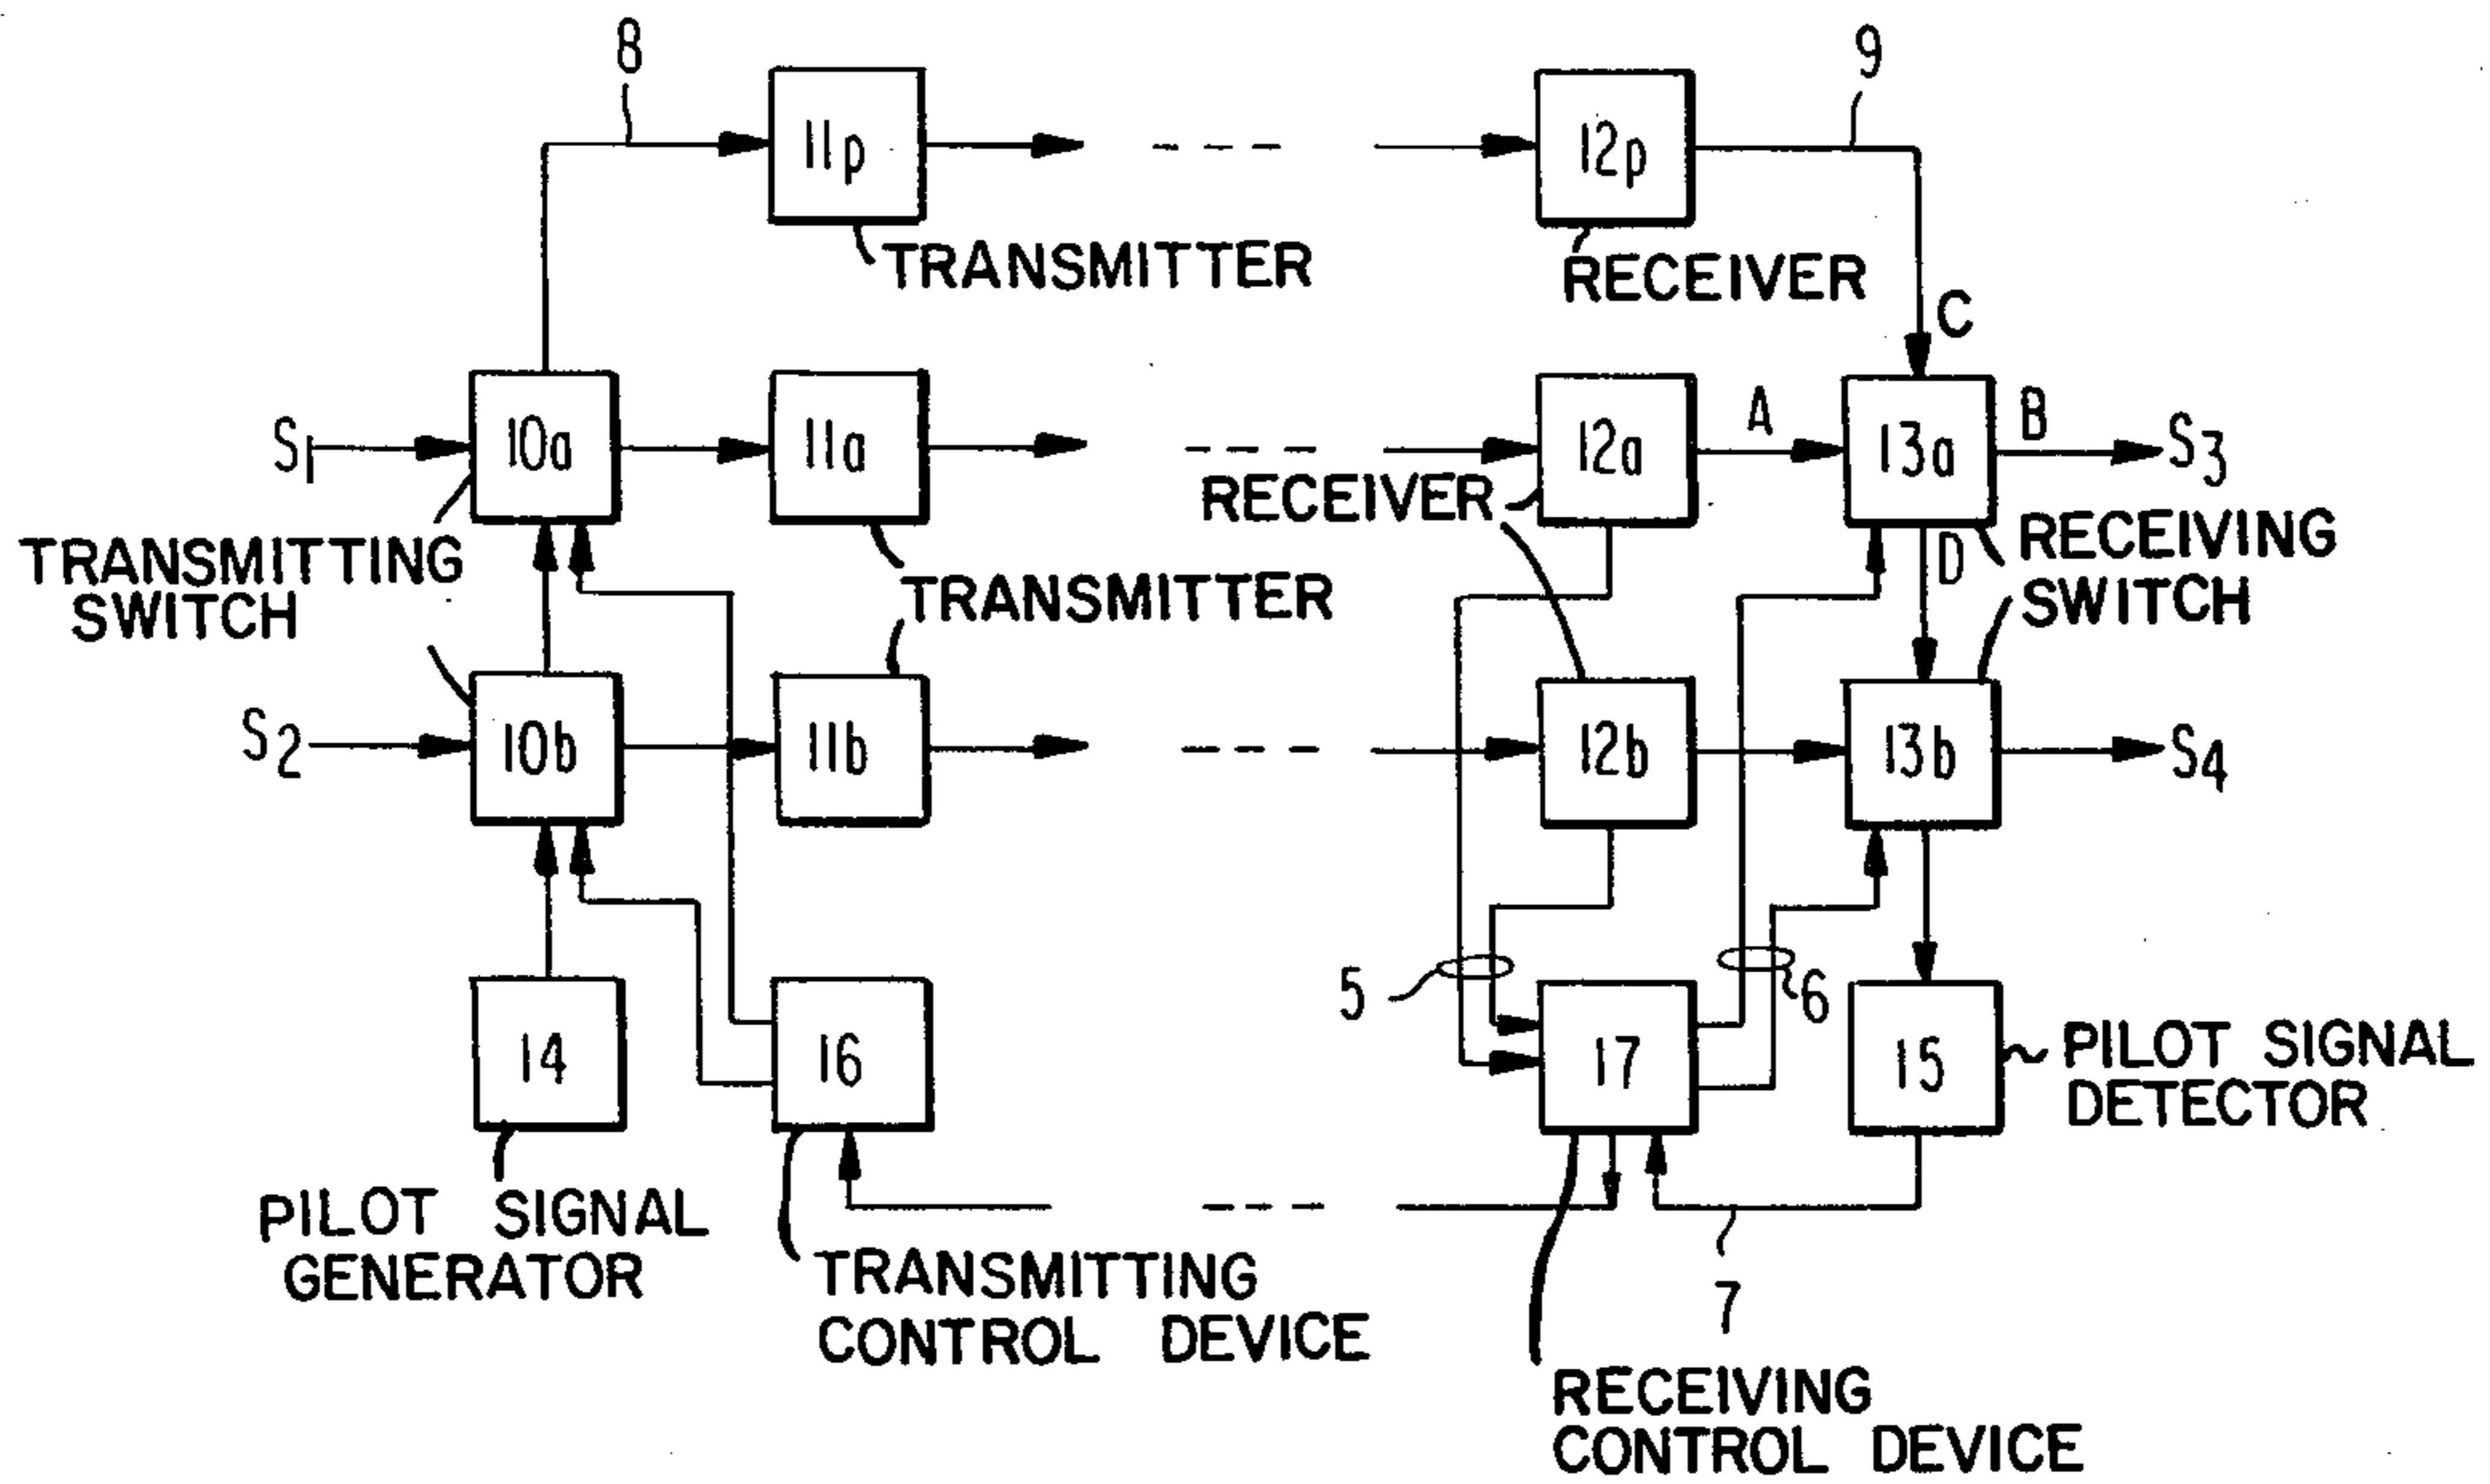 8
9
11p
12p
TRANSMITTER
RECEIVER
C
S1
10a
11a
12a
A
13a
B
S3
RECEIVER
TRANSMITTING
SWITCH
TRANSMITTER
D
RECEIVING
SWITCH
S2
10b
11b
12b
13b
S4
5
6
14
16
17
15
PILOT SIGNAL
DETECTOR
PILOT SIGNAL
GENERATOR
TRANSMITTING
CONTROL DEVICE
7
RECEIVING
CONTROL DEVICE